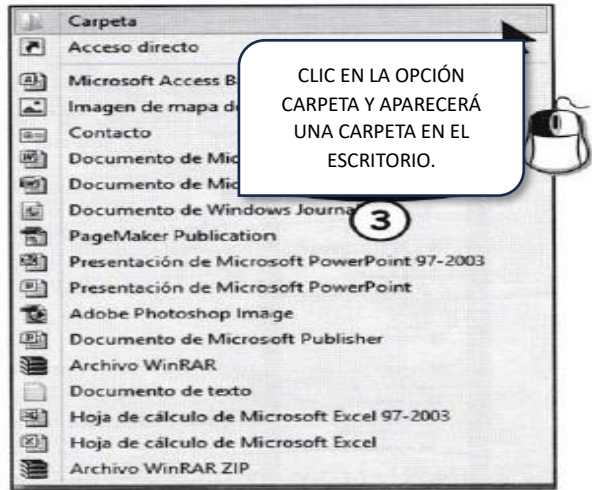 Carpeta
Acceso directo
Microsoft Access B
Imagen de mapa d
Contacto
Documento de Mic
Documento de Mic
Documento de Windows Journa
PageMaker Publication
Presentación de Microsoft PowerPoint 97-2003
Presentación de Microsoft PowerPoint
Adobe Photoshop Image
Documento de Microsoft Publisher
Archivo WinRAR
Documento de texto
Hoja de cálculo de Microsoft Excel 97-2003
Hoja de cálculo de Microsoft Excel
Archivo WinRAR ZIP
CLIC EN LA OPCIÓN
CARPETA Y APARECERÁ
UNA CARPETA EN EL
ESCRITORIO.
3